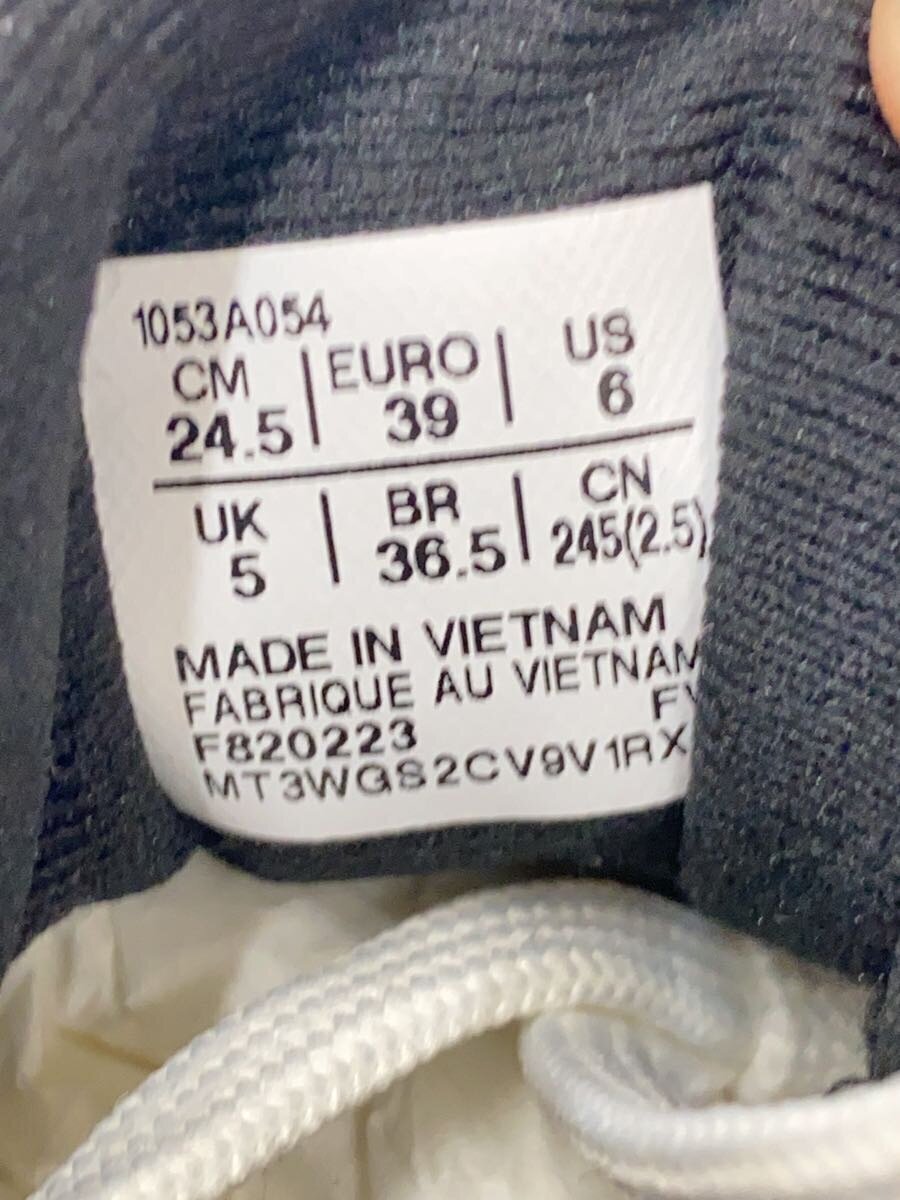 1053A054
CM | EURO | US
24.5 | 39 | 6
UK | BR | CN
5 | 36.5 | 245(2.5)
MADE IN VIETNAM
FABRIQUE AU VIETNAM
F820223 FY
MT3WGS2CV9V1RX